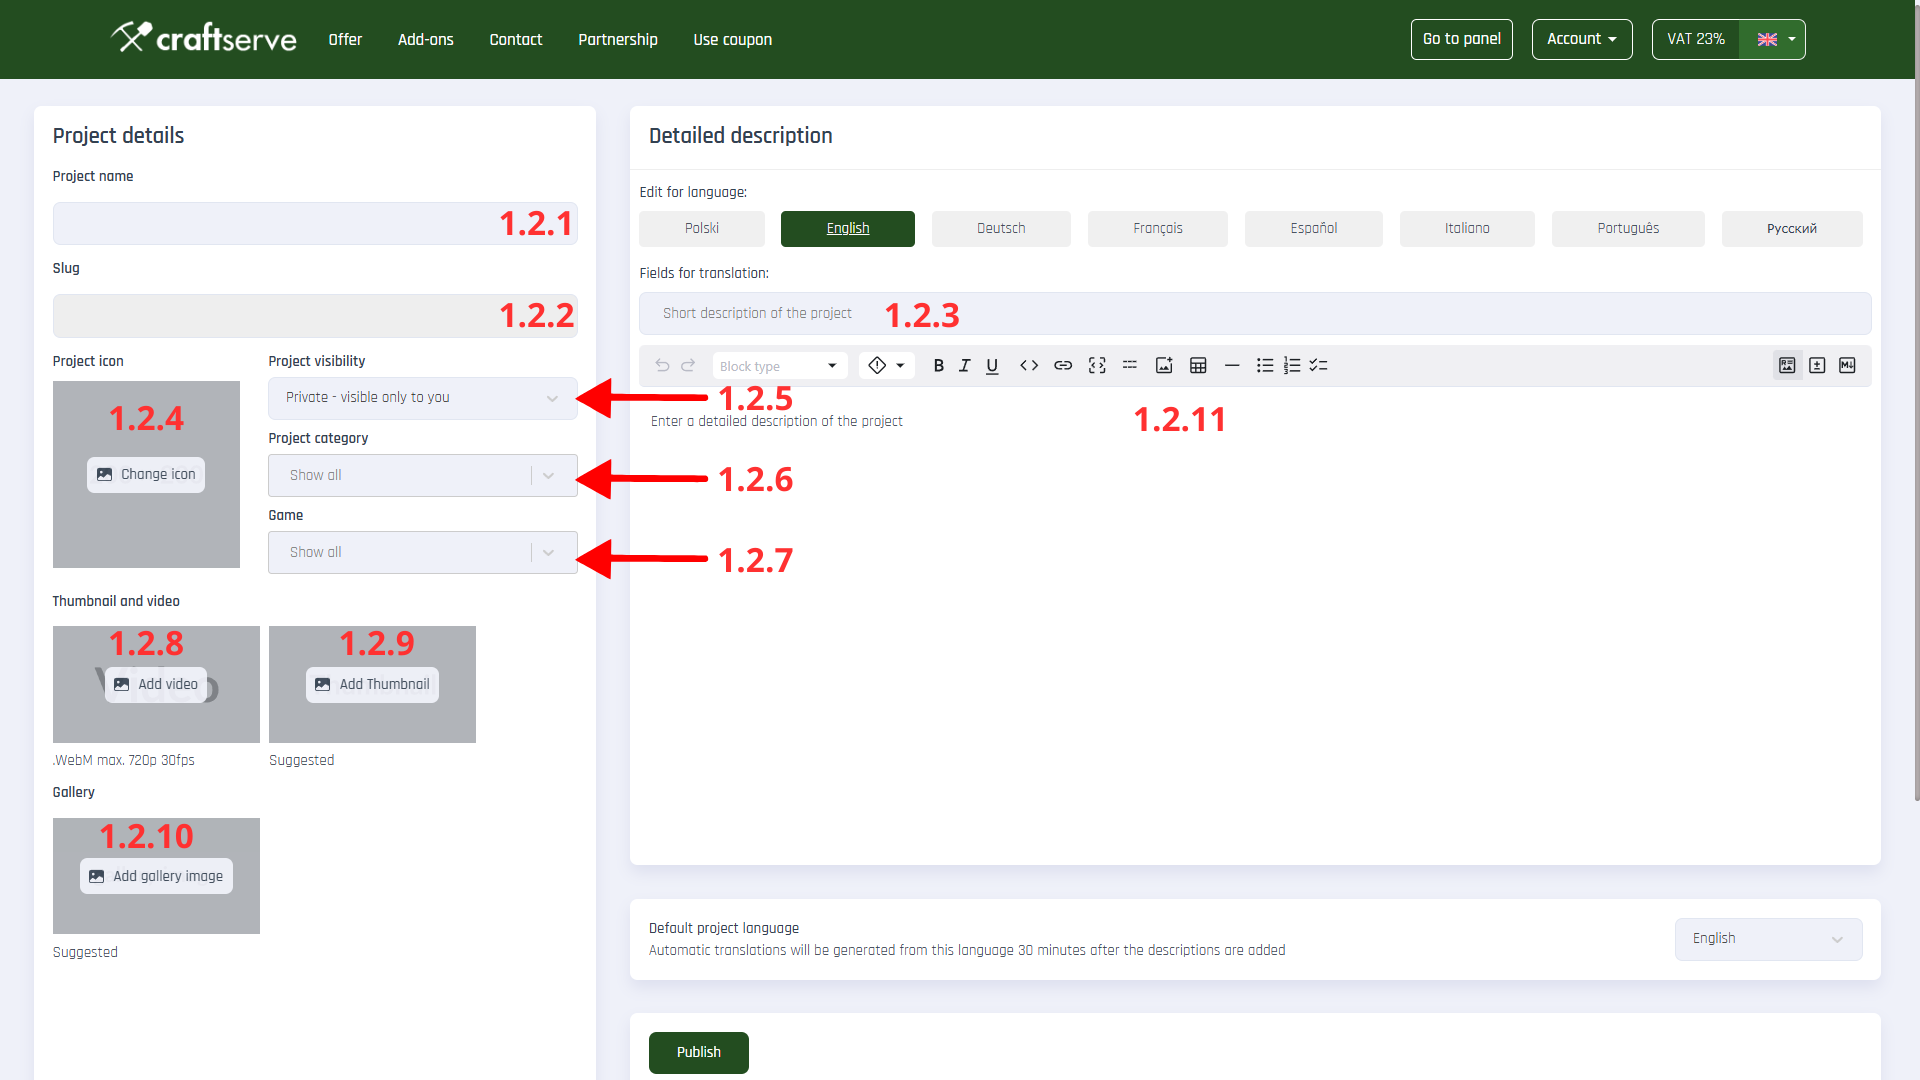 craftserve
Offer
Add-ons
Contact
Partnership
Use coupon
Go to panel
Account
VAT 23%
Project details
Project name
1.2.1
Slug
1.2.2
Project icon
1.2.4
Change icon
Project visibility
Private - visible only to you
1.2.5
Project category
Show all
1.2.6
Game
Show all
1.2.7
Thumbnail and video
1.2.8
Add video
.WebM max. 720p 30fps
1.2.9
Add Thumbnail
Suggested
Gallery
1.2.10
Add gallery image
Suggested
Detailed description
Edit for language:
Polski
English
Deutsch
Français
Español
Italiano
Português
Русский
Fields for translation:
Short description of the project
1.2.3
Block type
Enter a detailed description of the project
1.2.11
Default project language
Automatic translations will be generated from this language 30 minutes after the descriptions are added
English
Publish